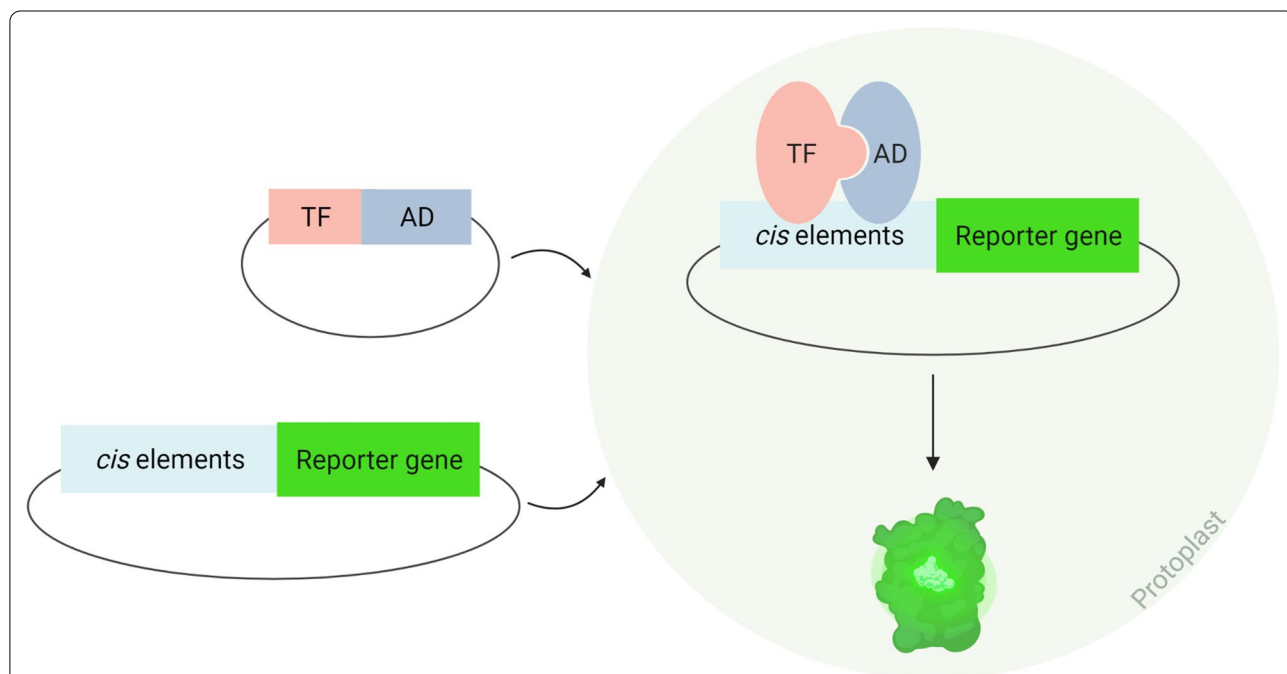 TF AD
cis elements Reporter gene
TF AD
cis elements Reporter gene
Protoplast